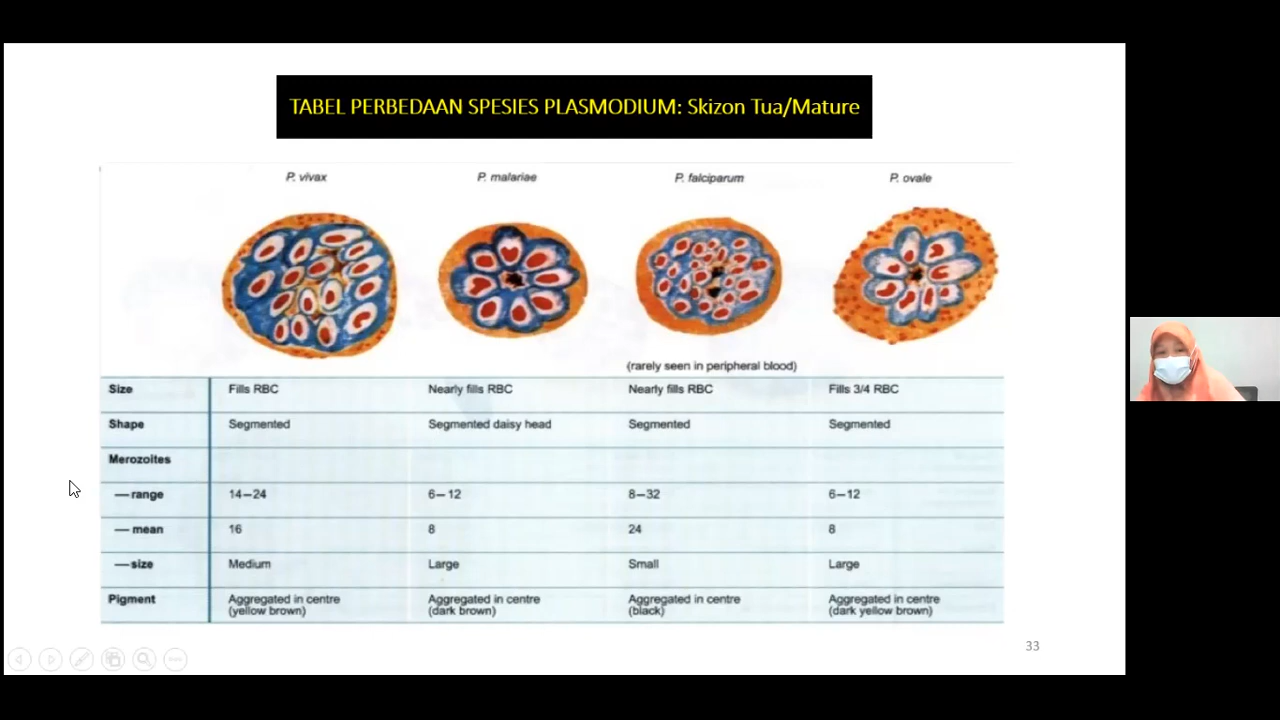 TABEL PERBEDAAN SPESIES PLASMODIUM: Skizon Tua/Mature
P. vivax P. malariae P. falciparum P. ovale
(rarely seen in peripheral blood)
Size Fills RBC Nearly fills RBC Nearly fills RBC Fills 3/4 RBC
Shape Segmented Segmented daisy head Segmented Segmented
Merozoites
—range 14—24 6—12 8—32 6—12
—mean 16 8 24 8
—size Medium Large Small Large
Pigment Aggregated in centre Aggregated in centre Aggregated in centre Aggregated in centre
(yellow brown) (dark brown) (black) (dark yellow brown)
33